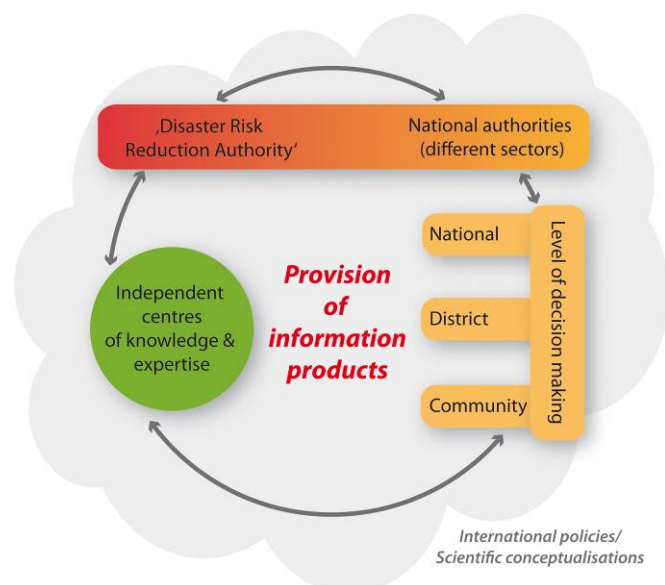 ‚Disaster Risk
Reduction Authority‘
National authorities
(different sectors)
National
District
Community
Level of decision making
Independent
centres
of knowledge &
expertise
Provision
of
information
products
International policies/
Scientific conceptualisations